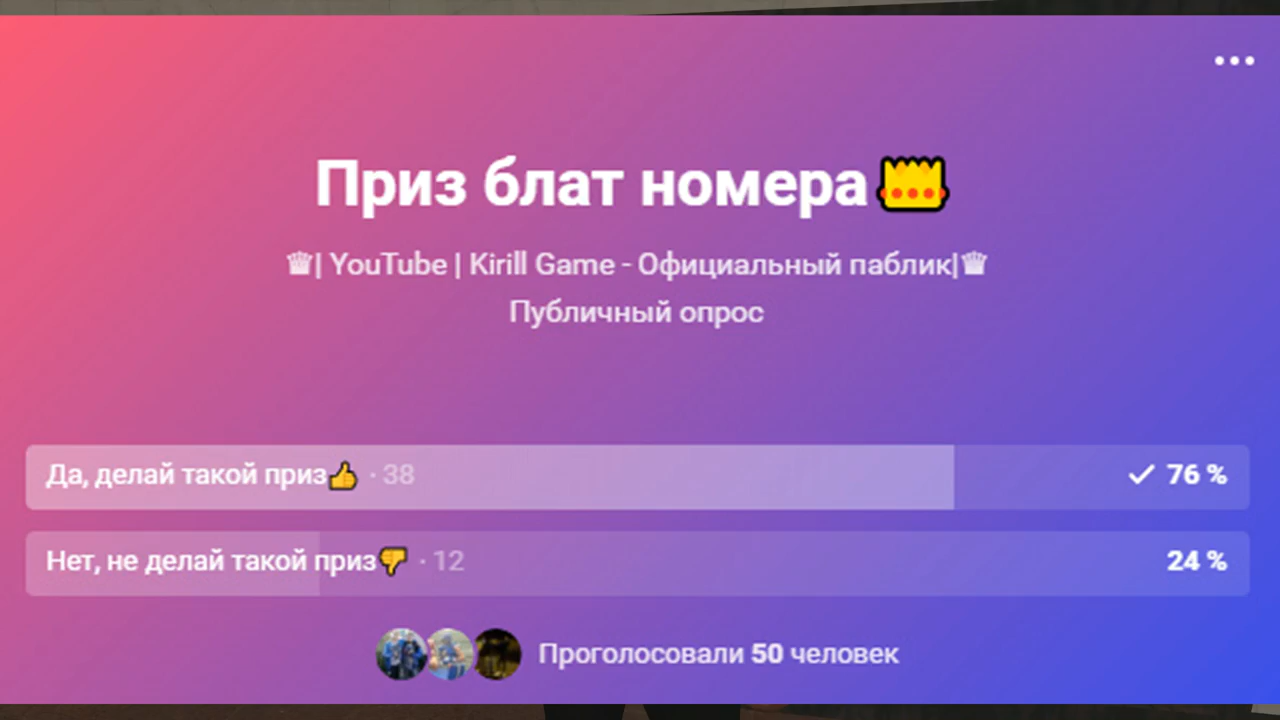 Приз блат номера
♛| YouTube | Kirill Game - Официальный паблик|♛
Публичный опрос
Да, делай такой приз👍 · 38
76 %
Нет, не делай такой приз👎 · 12
24 %
Проголосовали 50 человек